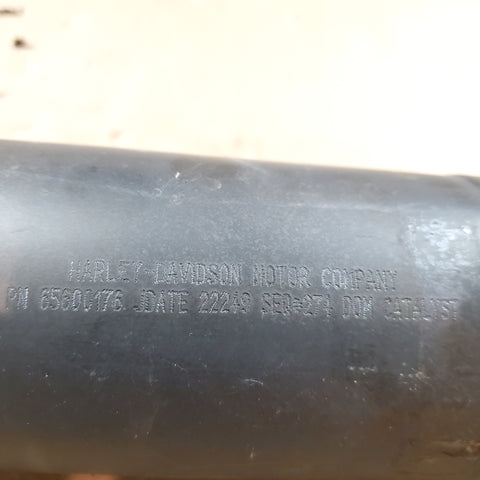 HARLEY-DAVIDSON MOTOR COMPANY
PN 65600176 JDATE 22249 SEQ#274 DOM CATALYST